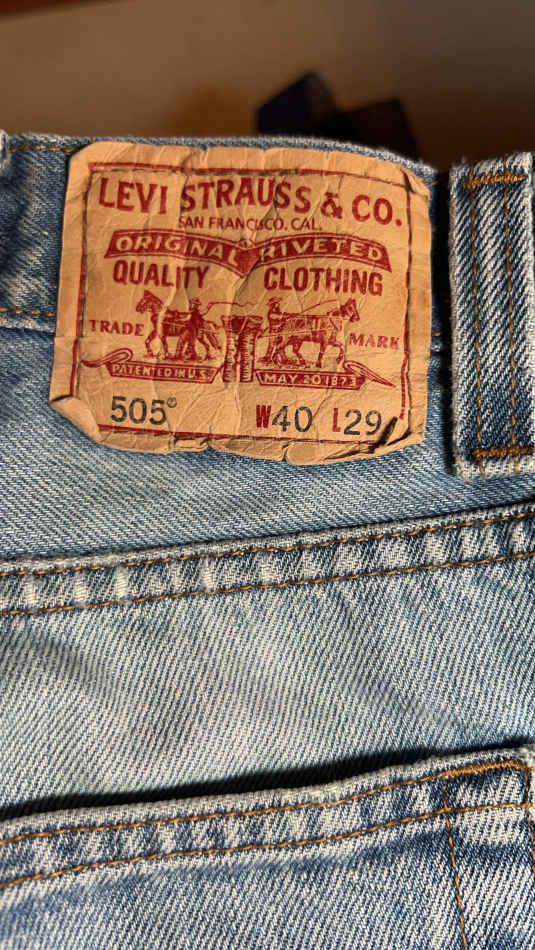 LEVI STRAUSS & CO.
SAN FRANCISCO, CAL.
ORIGINAL RIVETED
QUALITY CLOTHING
TRADE MARK
PATENTED IN U.S. MAY 20 1873
505® W40 L29